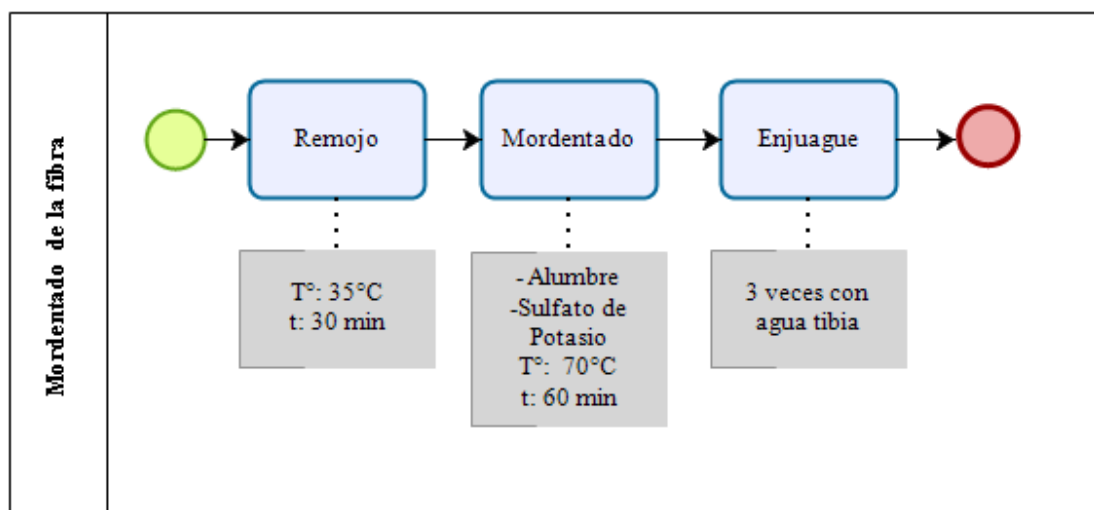 Mordentado de la fibra
Remojo
Mordentado
Enjuague
T°: 35°C
t: 30 min
- Alumbre
-Sulfato de
Potasio
T°: 70°C
t: 60 min
3 veces con
agua tibia